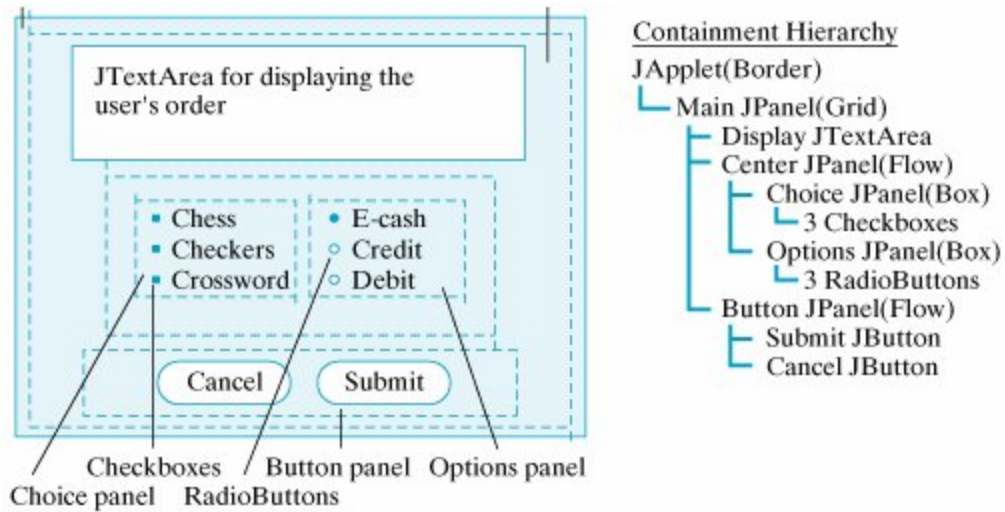 JTextArea for displaying the
user's order
Chess
Checkers
Crossword
E-cash
Credit
Debit
Cancel
Submit
Checkboxes
Button panel
Options panel
Choice panel
RadioButtons
Containment Hierarchy
JApplet(Border)
Main JPanel(Grid)
Display JTextArea
Center JPanel(Flow)
Choice JPanel(Box)
3 Checkboxes
Options JPanel(Box)
3 RadioButtons
Button JPanel(Flow)
Submit JButton
Cancel JButton